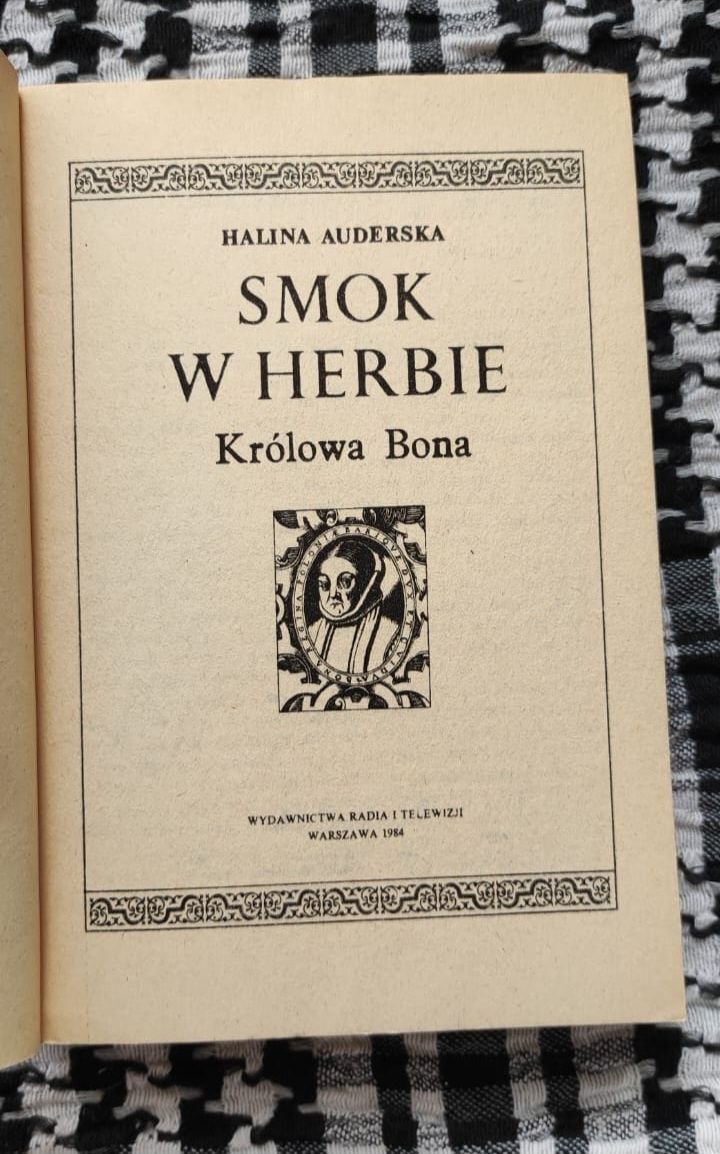 HALINA AUDERSKA
SMOK
W HERBIE
Królowa Bona
WYDAWNICTWA RADIA I TELEWIZJI
WARSZAWA 1984